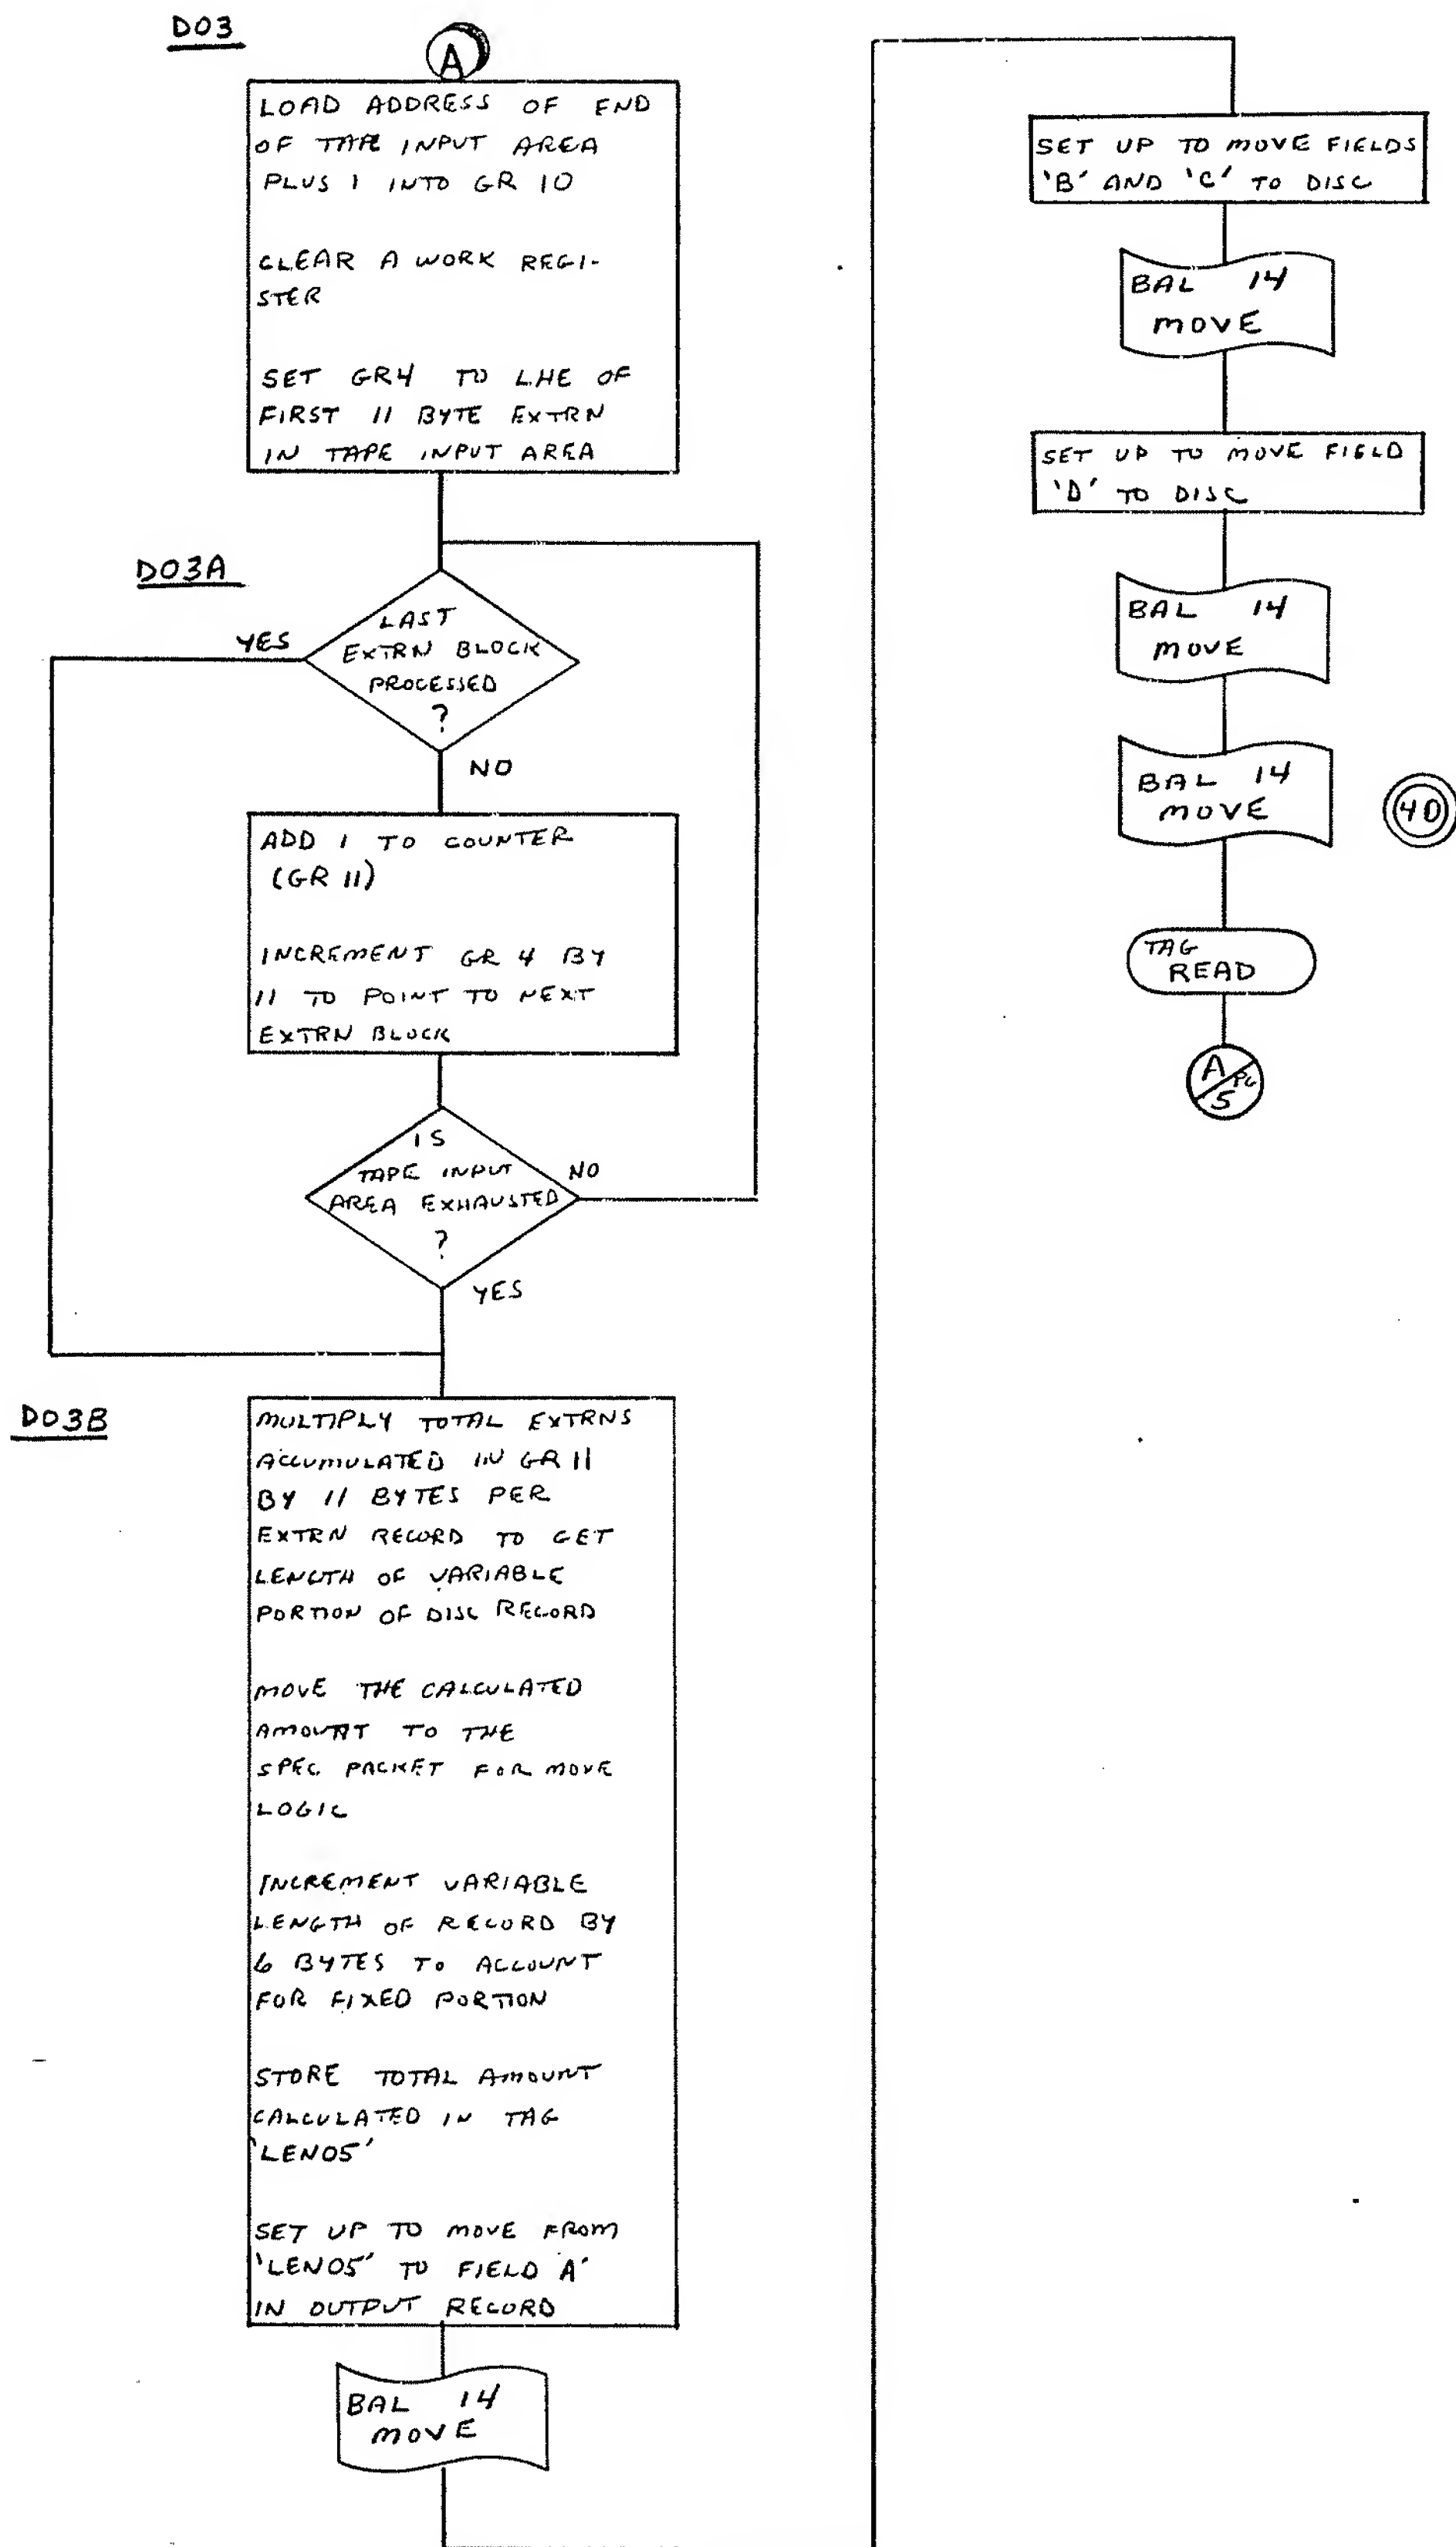 D03
A
LOAD ADDRESS OF END
OF TAPE INPUT AREA
PLUS 1 INTO GR 10
CLEAR A WORK REGI-
STER
SET GR4 TO LHE OF
FIRST 11 BYTE EXTRN
IN TAPE INPUT AREA
D03A
LAST
EXTRN BLOCK
PROCESSED
?
YES
NO
ADD 1 TO COUNTER
(GR 11)
INCREMENT GR 4 BY
11 TO POINT TO NEXT
EXTRN BLOCK
IS
TAPE INPUT
AREA EXHAUSTED
?
NO
YES
D03B
MULTIPLY TOTAL EXTRNS
ACCUMULATED IN GR 11
BY 11 BYTES PER
EXTRN RECORD TO GET
LENGTH OF VARIABLE
PORTION OF DISC RECORD
MOVE THE CALCULATED
AMOUNT TO THE
SPEC PACKET FOR MOVE
LOGIC
INCREMENT VARIABLE
LENGTH OF RECORD BY
6 BYTES TO ACCOUNT
FOR FIXED PORTION
STORE TOTAL AMOUNT
CALCULATED IN TAG
'LEN05'
SET UP TO MOVE FROM
'LEN05' TO FIELD 'A'
IN OUTPUT RECORD
BAL 14
MOVE
SET UP TO MOVE FIELDS
'B' AND 'C' TO DISC
BAL 14
MOVE
SET UP TO MOVE FIELD
'D' TO DISC
BAL 14
MOVE
BAL 14
MOVE
40
TAG
READ
A PG
5